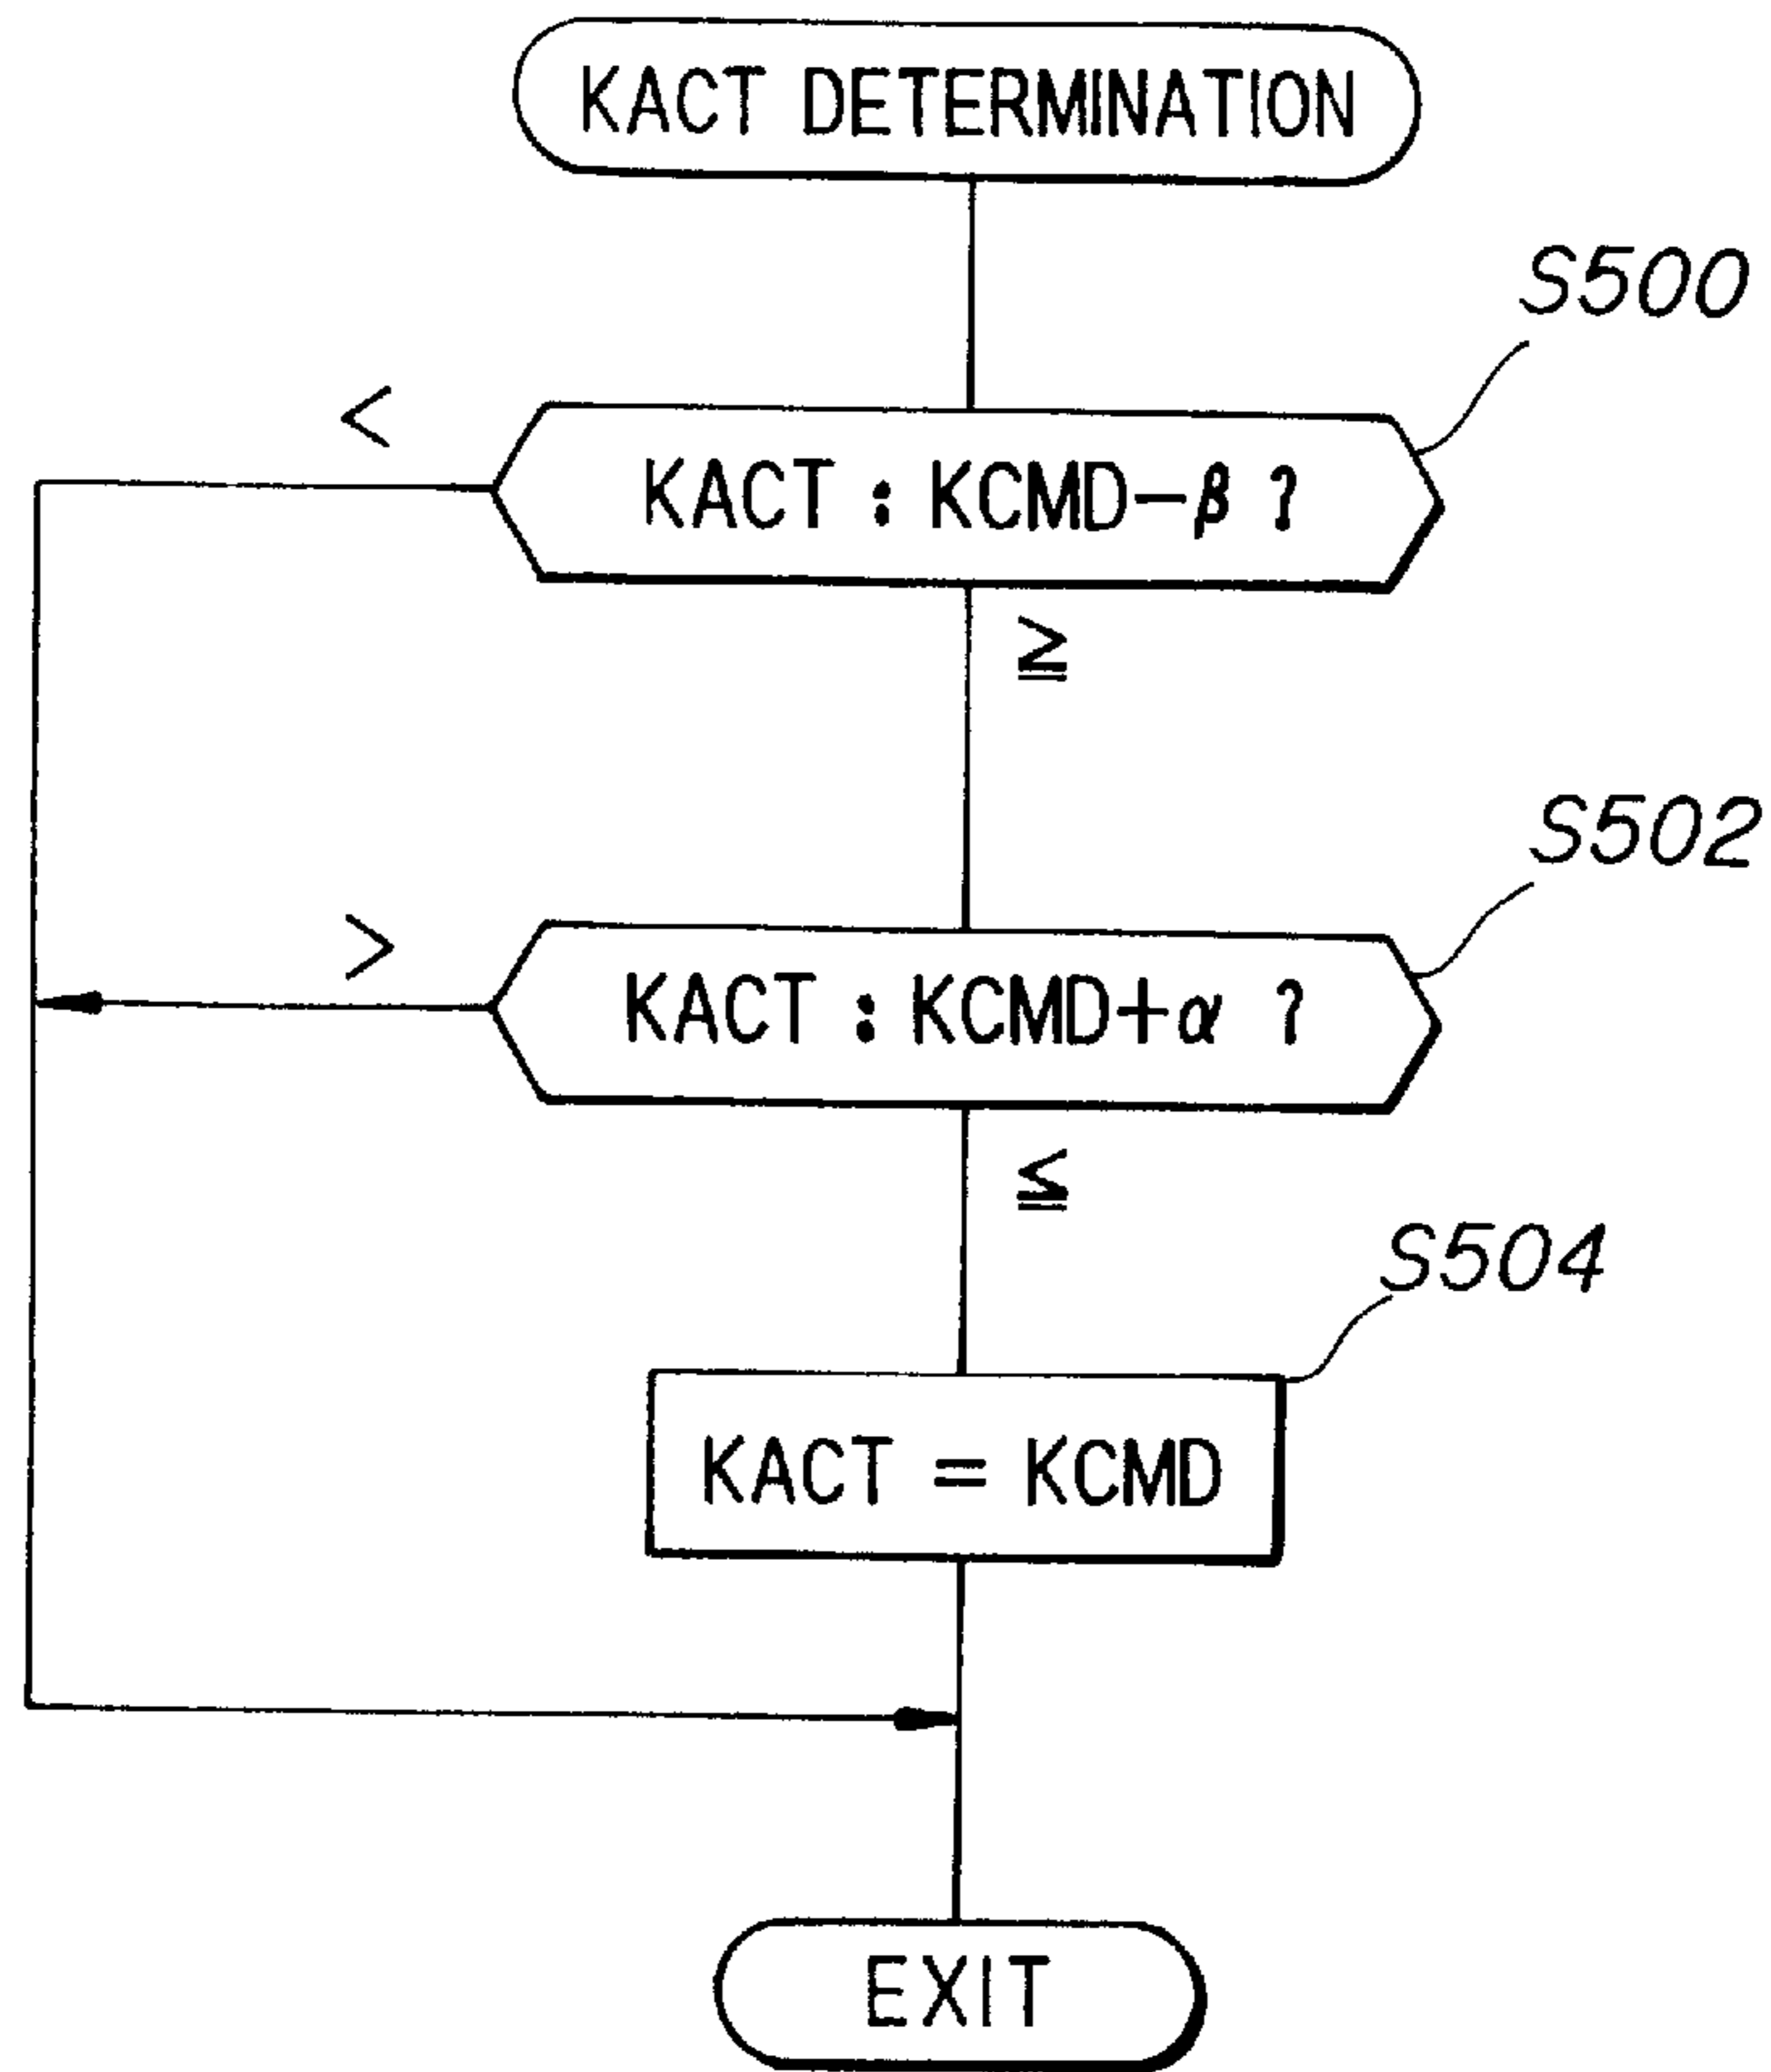 KACT DETERMINATION
S500
<
KACT : KCMD-β ?
≧
S502
>
KACT : KCMD+α ?
≦
S504
KACT = KCMD
EXIT